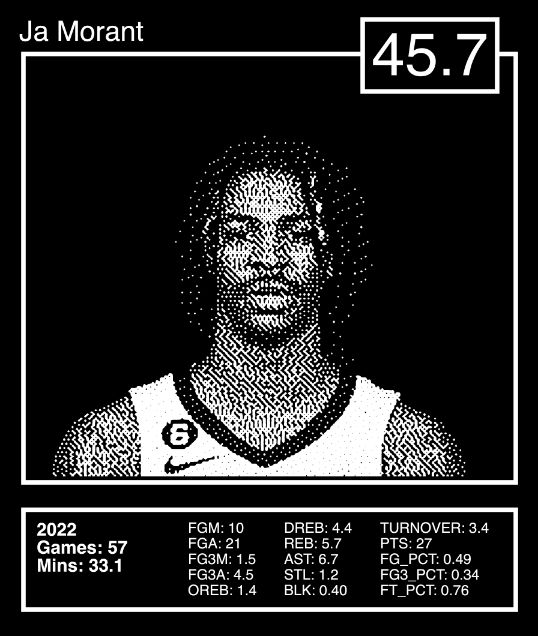 Ja Morant
45.7
6
2022
Games: 57
Mins: 33.1
FGM: 10
FGA: 21
FG3M: 1.5
FG3A: 4.5
OREB: 1.4
DREB: 4.4
REB: 5.7
AST: 6.7
STL: 1.2
BLK: 0.40
TURNOVER: 3.4
PTS: 27
FG_PCT: 0.49
FG3_PCT: 0.34
FT_PCT: 0.76